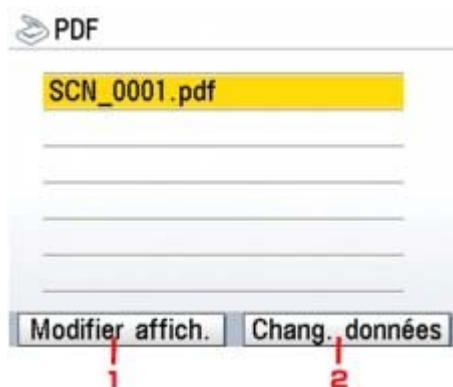 PDF
SCN_0001.pdf
Modifier affich. Chang. données
1 2